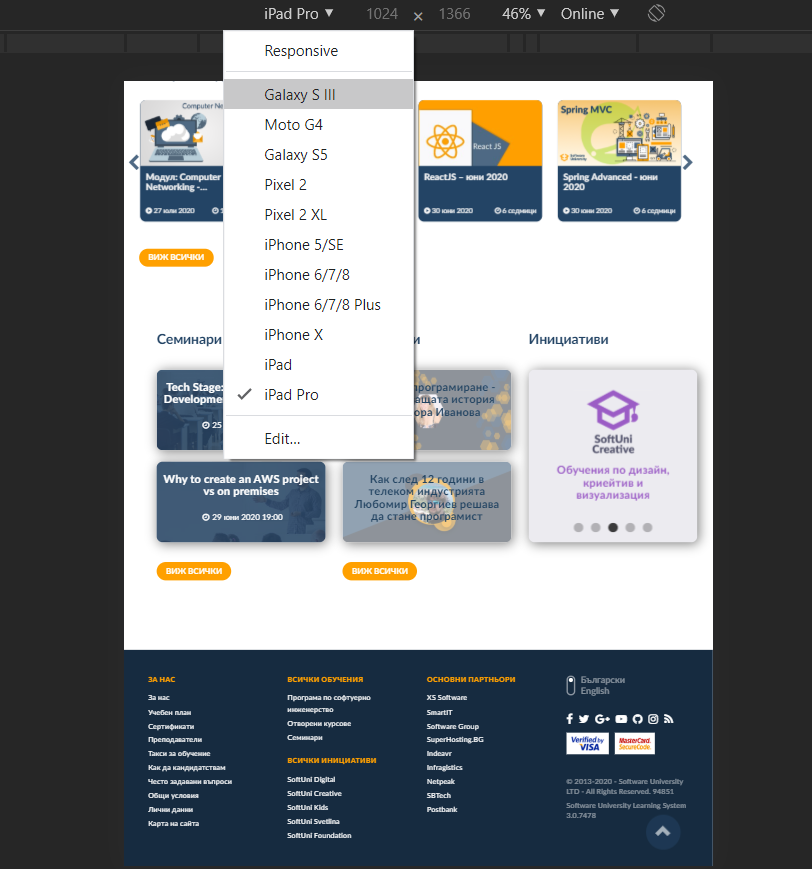 iPad Pro ▼ 1024 × 1366 46% ▼ Online ▼
Responsive
Galaxy S III
Moto G4
Galaxy S5
Pixel 2
Pixel 2 XL
iPhone 5/SE
iPhone 6/7/8
iPhone 6/7/8 Plus
iPhone X
iPad
iPad Pro
Edit...
Computer Ne
Модул: Computer
Networking -...
27 юли 2020
React JS
ReactJS – юни 2020
30 юни 2020 6 седмици
Spring MVC
Spring Advanced - юни
2020
30 юни 2020 6 седмици
ВИЖ ВСИЧКИ
Семинари
и
Инициативи
Tech Stage:
Developme
25
програмиране -
ащата история
ора Иванова
Why to create an AWS project
vs on premises
29 юни 2020 19:00
Как след 12 години в
телеком индустрията
Любомир Георгиев решава
да стане програмист
SoftUni
Creative
Обучения по дизайн,
криейтив и
визуализация
ВИЖ ВСИЧКИ
ВИЖ ВСИЧКИ
ЗА НАС
За нас
Учебен план
Сертификати
Преподаватели
Такси за обучение
Как да кандидатствам
Често задавани въпроси
Общи условия
Лични данни
Карта на сайта
ВСИЧКИ ОБУЧЕНИЯ
Програма по софтуерно
инженерство
Отворени курсове
Семинари
ВСИЧКИ ИНИЦИАТИВИ
SoftUni Digital
SoftUni Creative
SoftUni Kids
SoftUni Svetlina
SoftUni Foundation
ОСНОВНИ ПАРТНЬОРИ
XS Software
SmartIT
Software Group
SuperHosting.BG
Indeavr
Infragistics
Netpeak
SBTech
Postbank
Български
English
Verified by
VISA
MasterCard.
SecureCode.
© 2013-2020 - Software University
LTD - All Rights Reserved. 94851
Software University Learning System
3.0.7478